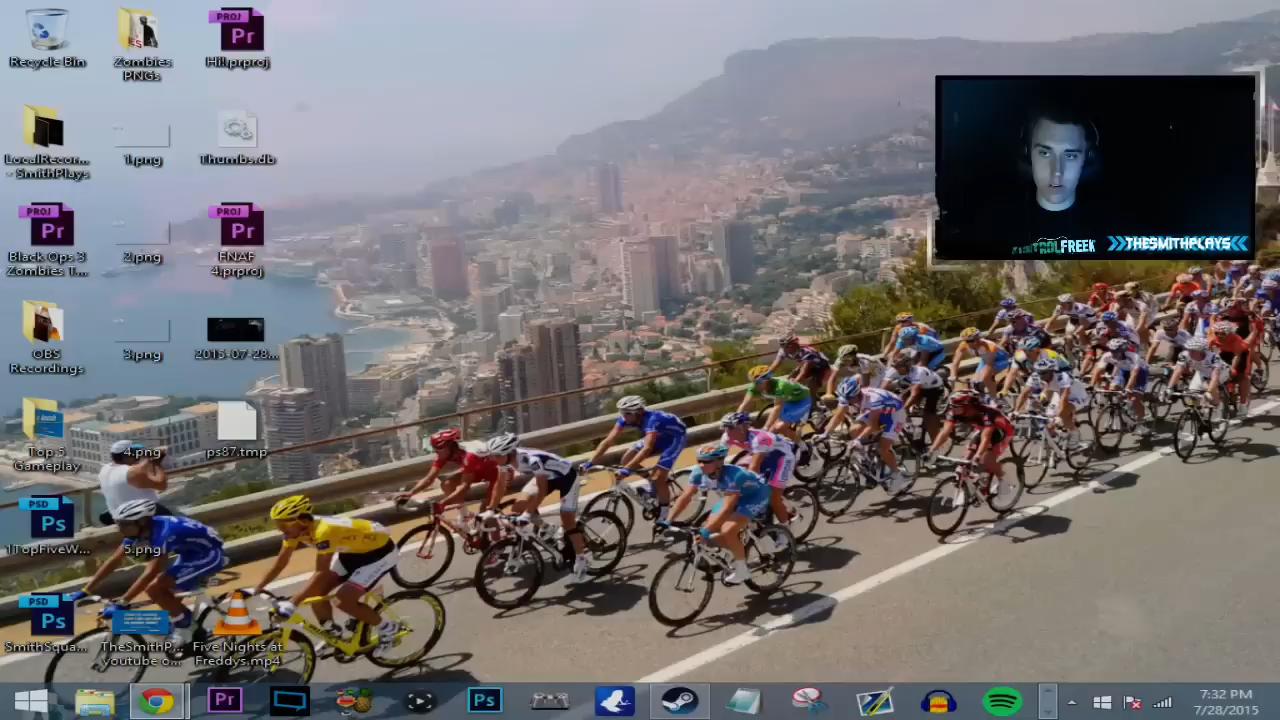 Recycle Bin
Zombies
PNGs
PROJ
Pr
Hi!.prproj
LocalRecor...
- SmithPlays
1.png
Thumbs.db
PROJ
Pr
Black Ops 3
Zombies T...
2.png
PROJ
Pr
FNAF
4.prproj
OBS
Recordings
3.png
2015-07-28...
Top 5
Gameplay
4.png
ps87.tmp
PSD
Ps
1TopFiveW...
5.png
PSD
Ps
SmithSqua...
TheSmithP...
youtube o...
Five Nights at
Freddys.mp4
THESMITHPLAYS
Pr
Ps
7:32 PM
7/28/2015